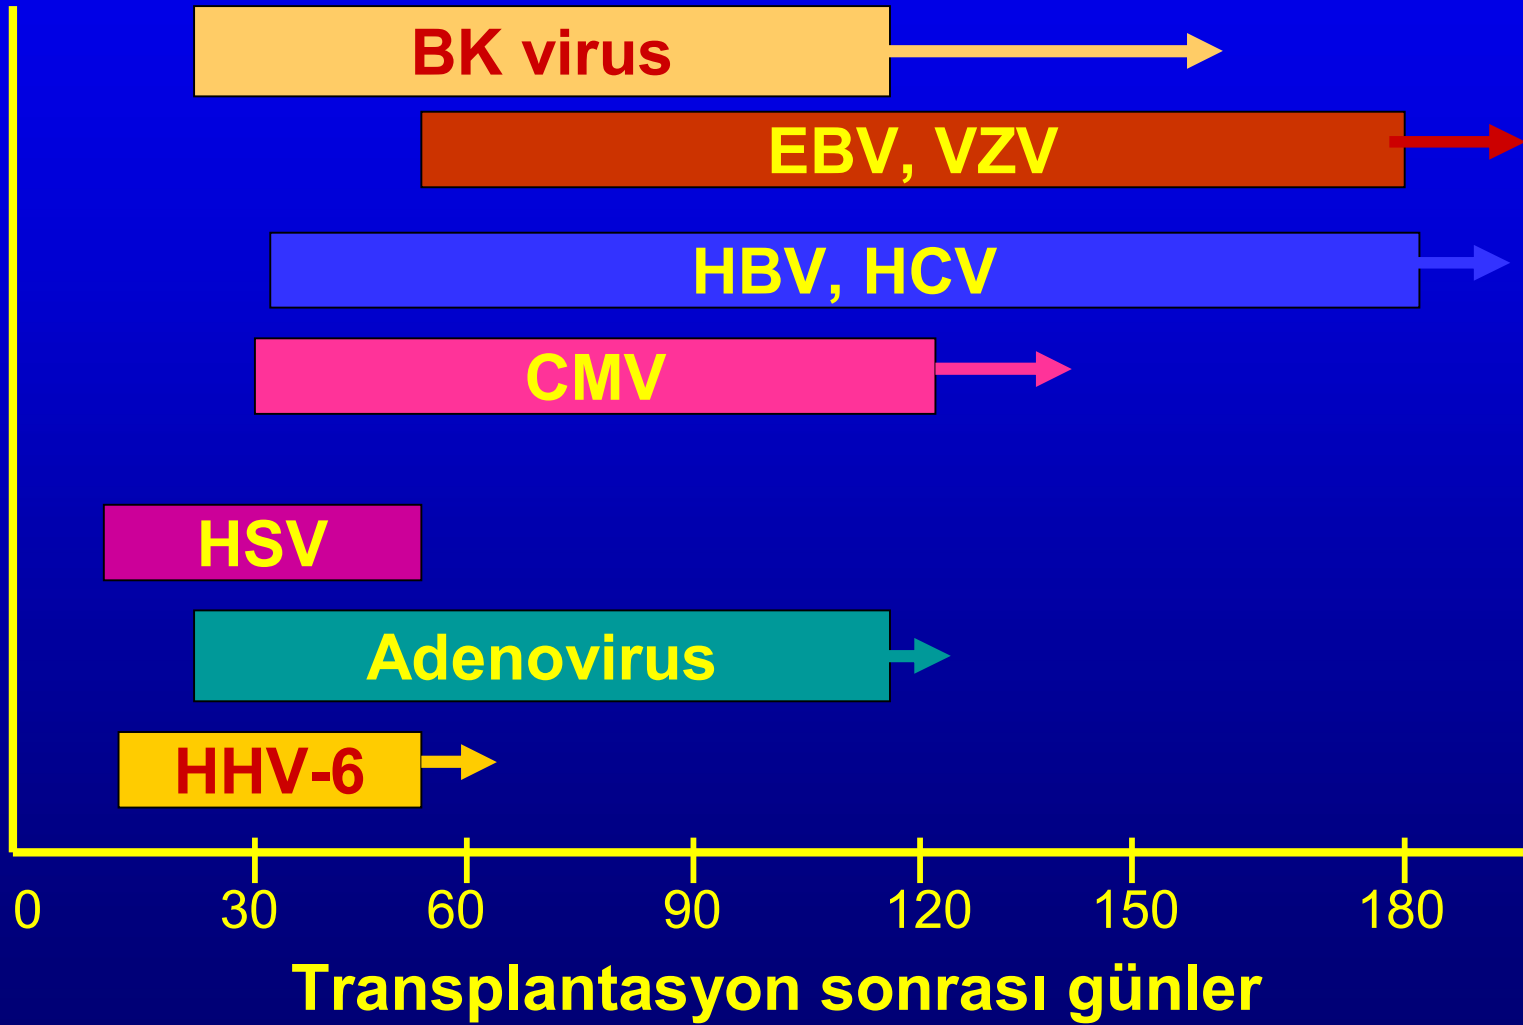 BK virus
EBV, VZV
HBV, HCV
CMV
HSV
Adenovirus
HHV-6
0 30 60 90 120 150 180
Transplantasyon sonrası günler